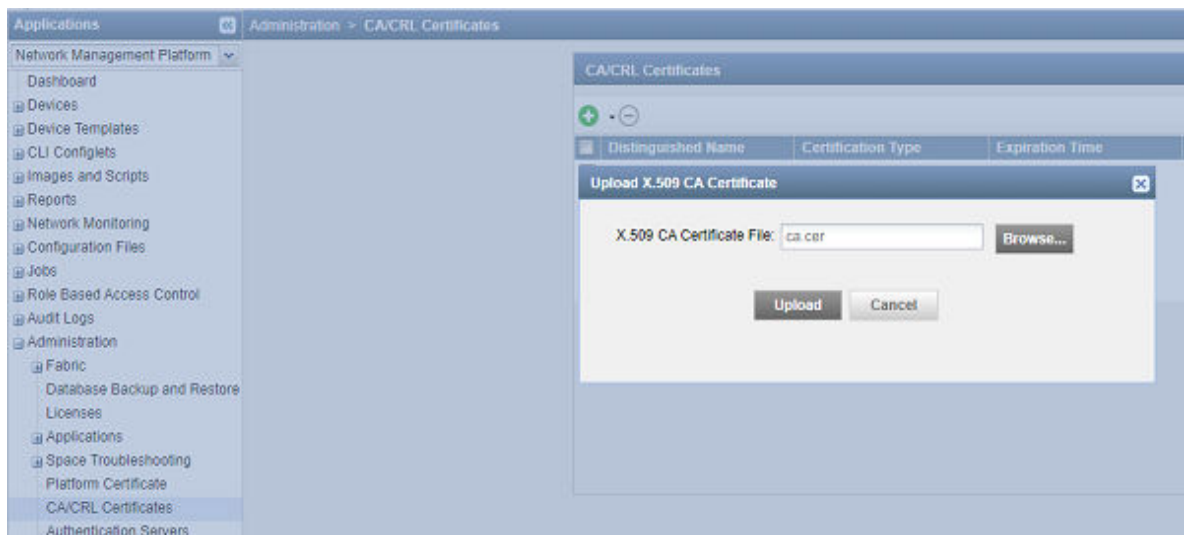 Applications
Administration > CA/CRL Certificates
Network Management Platform
Dashboard
Devices
Device Templates
CLI Configlets
Images and Scripts
Reports
Network Monitoring
Configuration Files
Jobs
Role Based Access Control
Audit Logs
Administration
Fabric
Database Backup and Restore
Licenses
Applications
Space Troubleshooting
Platform Certificate
CA/CRL Certificates
Authentication Servers
CA/CRL Certificates
Distinguished Name Certification Type Expiration Time
Upload X.509 CA Certificate
X.509 CA Certificate File: ca.cer Browse...
Upload Cancel